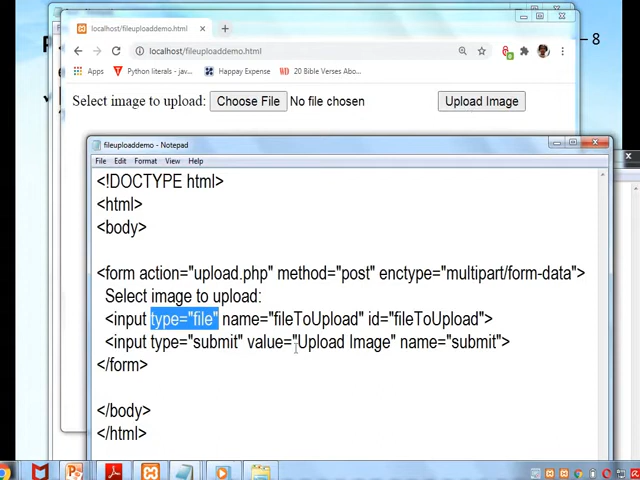 8
localhost/fileuploaddemo.html
localhost/fileuploaddemo.html
Apps Python literals - jav... Happay Expense WD 20 Bible Verses Abo...
Select image to upload: Choose File No file chosen Upload Image
fileuploaddemo - Notepad
File Edit Format View Help
<!DOCTYPE html>
<html>
<body>
<form action="upload.php" method="post" enctype="multipart/form-data">
Select image to upload:
<input type="file" name="fileToUpload" id="fileToUpload">
<input type="submit" value="Upload Image" name="submit">
</form>
</body>
</html>